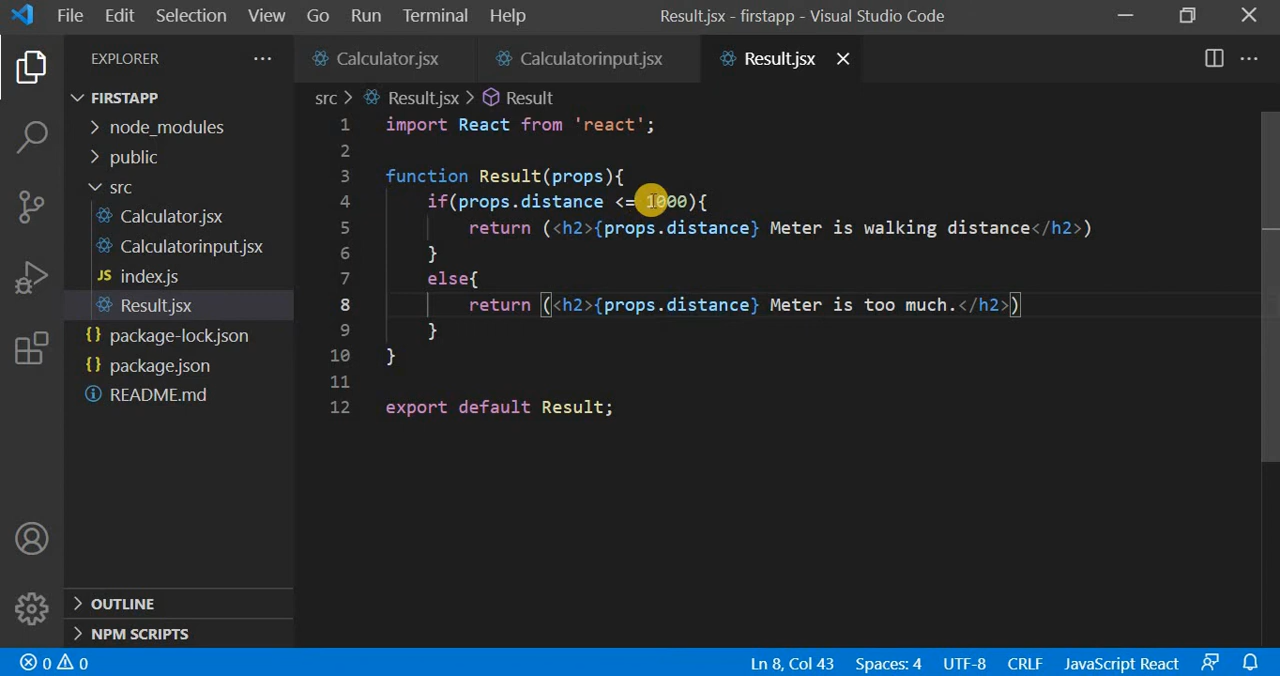 File Edit Selection View Go Run Terminal Help Result.jsx - firstapp - Visual Studio Code
EXPLORER ··· Calculator.jsx Calculatorinput.jsx Result.jsx
FIRSTAPP
node_modules
public
src
Calculator.jsx
Calculatorinput.jsx
JS index.js
Result.jsx
{} package-lock.json
{} package.json
README.md
OUTLINE
NPM SCRIPTS
src > Result.jsx > Result
1 import React from 'react';
2
3 function Result(props){
4     if(props.distance <= 1000){
5         return (<h2>{props.distance} Meter is walking distance</h2>)
6     }
7     else{
8         return (<h2>{props.distance} Meter is too much.</h2>)
9     }
10 }
11
12 export default Result;
0 0 Ln 8, Col 43 Spaces: 4 UTF-8 CRLF JavaScript React